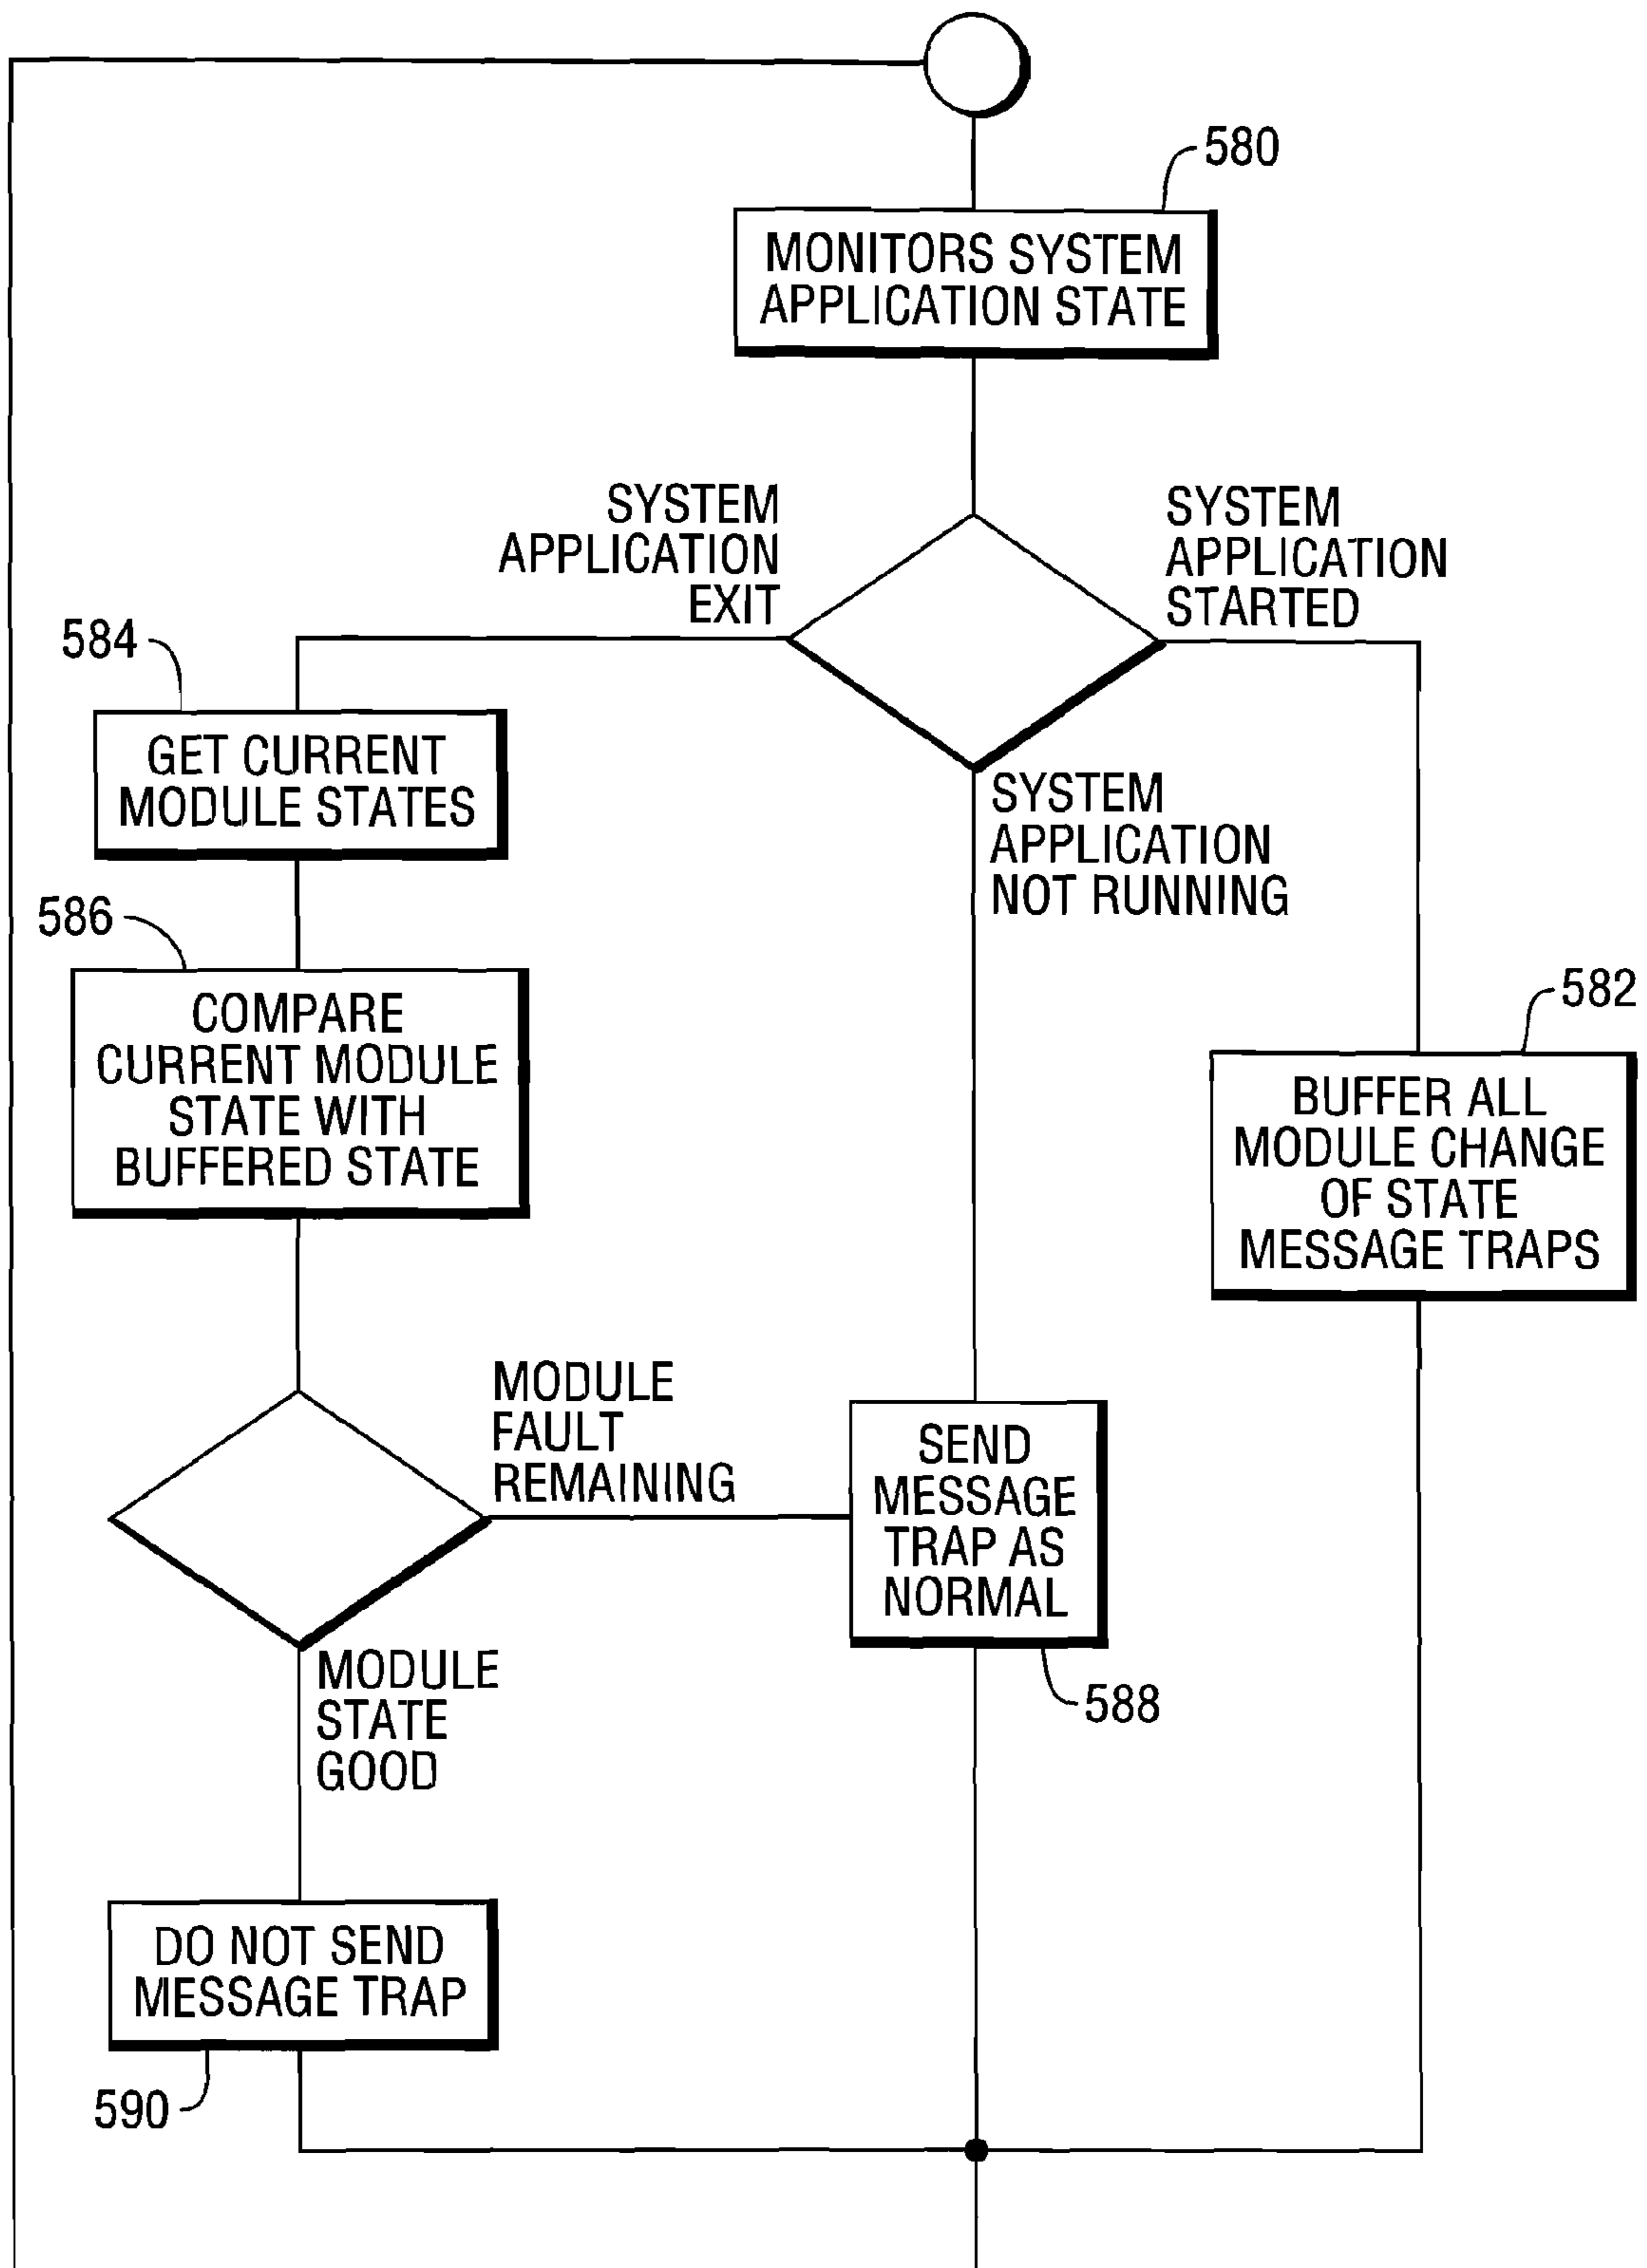 580
MONITORS SYSTEM
APPLICATION STATE
SYSTEM
APPLICATION
EXIT
SYSTEM
APPLICATION
STARTED
584
GET CURRENT
MODULE STATES
SYSTEM
APPLICATION
NOT RUNNING
586
COMPARE
CURRENT MODULE
STATE WITH
BUFFERED STATE
582
BUFFER ALL
MODULE CHANGE
OF STATE
MESSAGE TRAPS
MODULE
FAULT
REMAINING
SEND
MESSAGE
TRAP AS
NORMAL
588
MODULE
STATE
GOOD
DO NOT SEND
MESSAGE TRAP
590